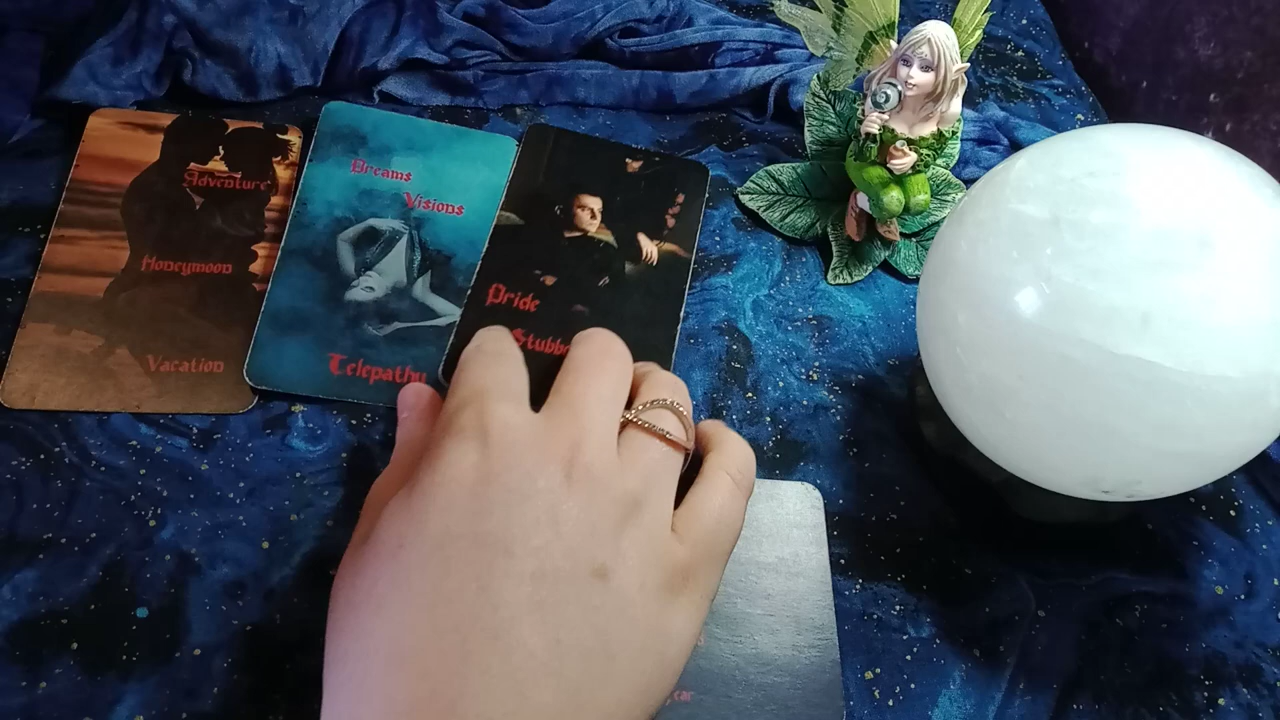 Adventure
Honeymoon
Vacation
Dreams
Visions
Telepathy
Pride